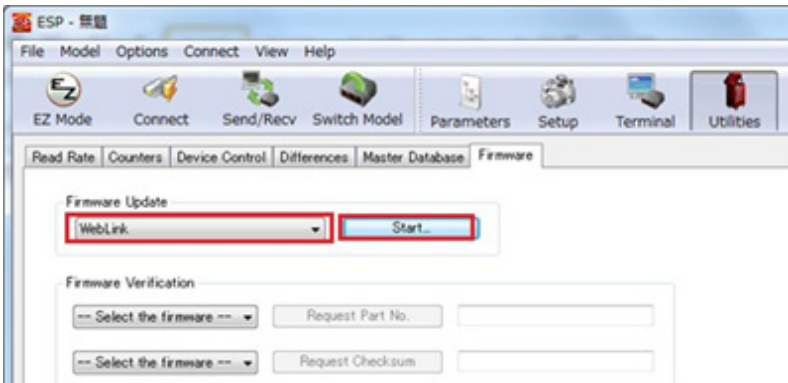 ESP - 無題
File Model Options Connect View Help
EZ
EZ Mode Connect Send/Recv Switch Model Parameters Setup Terminal Utilities
Read Rate Counters Device Control Differences Master Database Firmware
Firmware Update
WebLink Start...
Firmware Verification
-- Select the firmware -- Request Part No.
-- Select the firmware -- Request Checksum